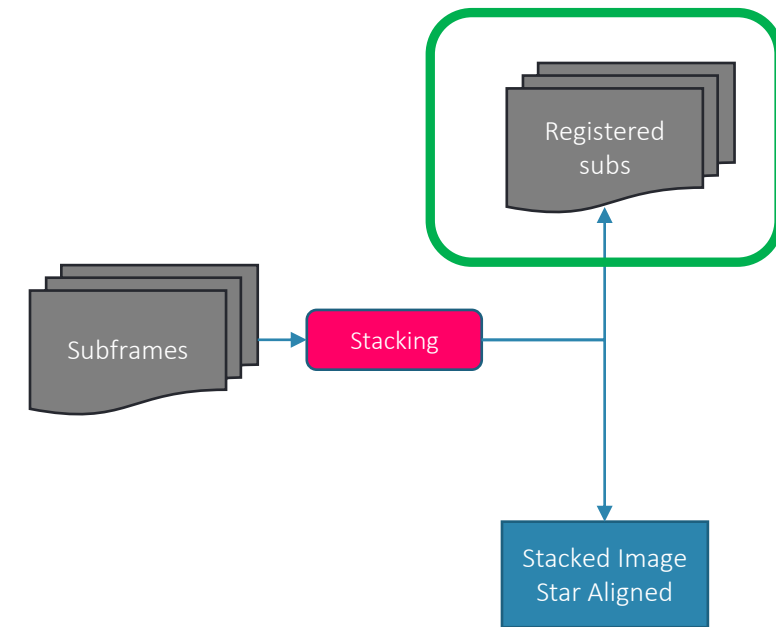 Registered
subs
Subframes
Stacking
Stacked Image
Star Aligned